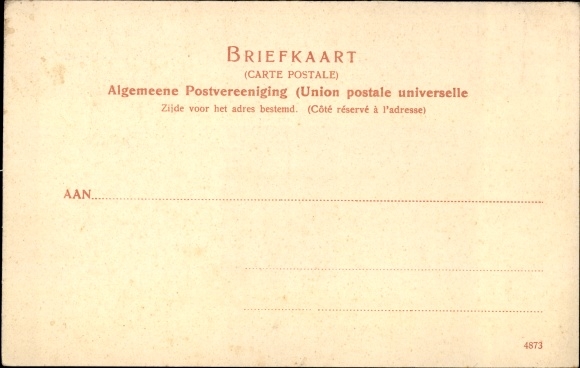 BRIEFKAART
(CARTE POSTALE)
Algemeene Postvereeniging (Union postale universelle
Zijde voor het adres bestemd. (Côté réservé à l'adresse)
AAN
4873